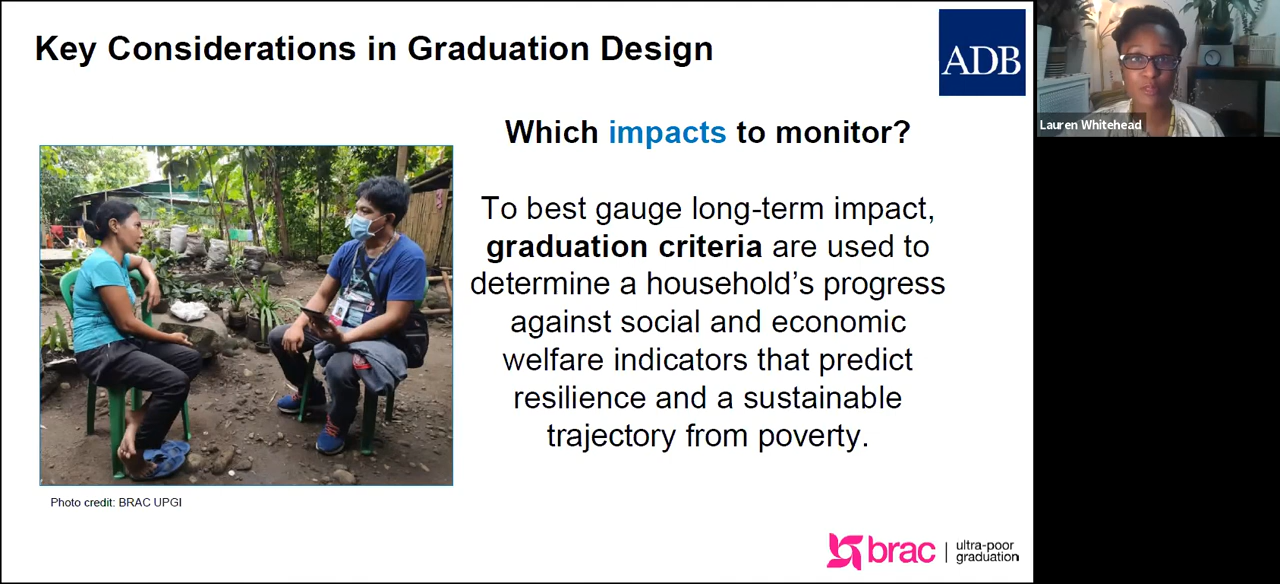 Key Considerations in Graduation Design
ADB
Lauren Whitehead
Which impacts to monitor?
To best gauge long-term impact,
graduation criteria are used to
determine a household’s progress
against social and economic
welfare indicators that predict
resilience and a sustainable
trajectory from poverty.
Photo credit: BRAC UPGI
brac
ultra-poor
graduation